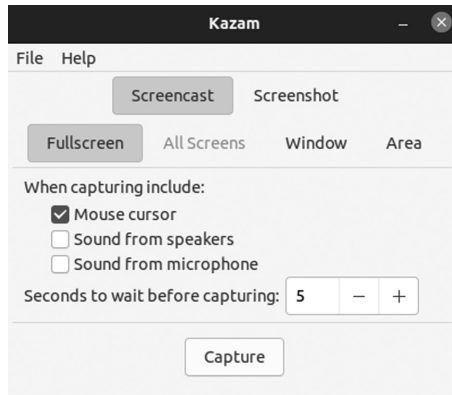 Kazam
File Help
Screencast Screenshot
Fullscreen All Screens Window Area
When capturing include:
Mouse cursor
Sound from speakers
Sound from microphone
Seconds to wait before capturing: 5 − +
Capture